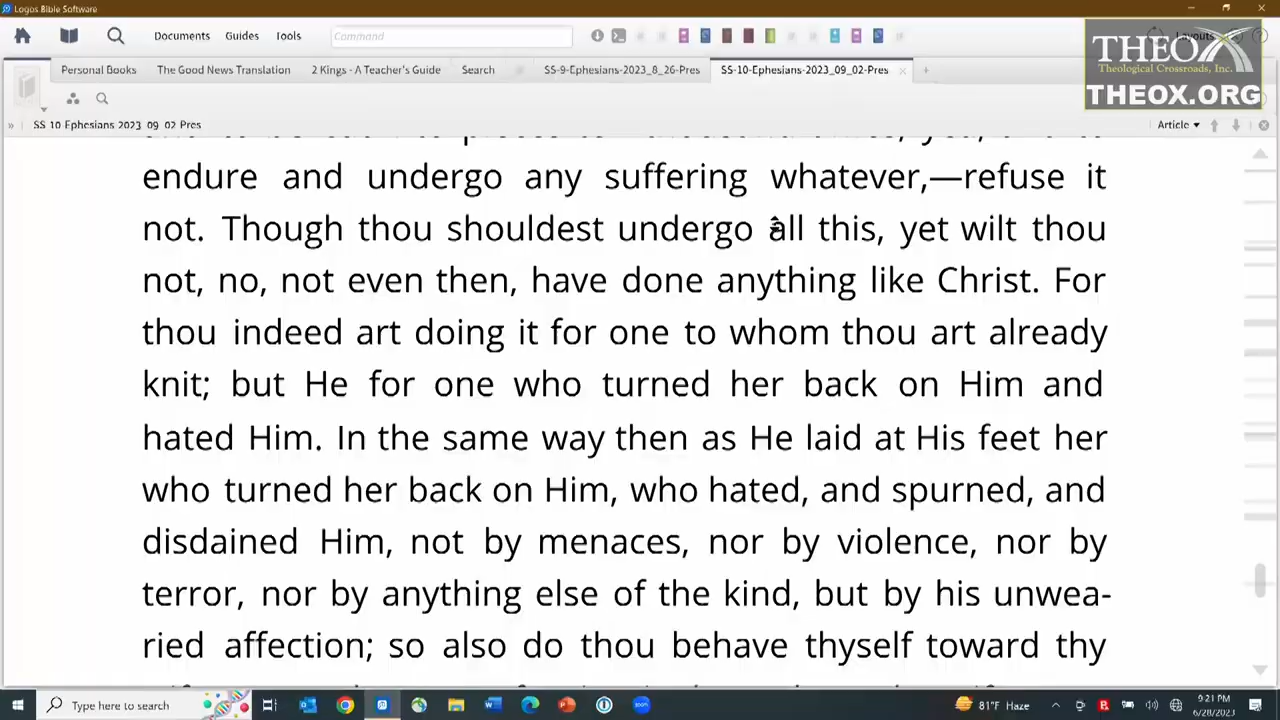 Logos Bible Software
Documents Guides Tools Command Layouts
THEOX
Theological Crossroads, Inc.
THEOX.ORG
Personal Books The Good News Translation 2 Kings - A Teacher's SS-9-Ephesians-2023_8_26-Pres SS-10-Ephesians-2023_09_02-Pres
SS-10-Ephesians-2023_09_02-Pres Article
endure and undergo any suffering whatever,—refuse it
not. Though thou shouldest undergo all this, yet wilt thou
not, no, not even then, have done anything like Christ. For
thou indeed art doing it for one to whom thou art already
knit; but He for one who turned her back on Him and
hated Him. In the same way then as He laid at His feet her
who turned her back on Him, who hated, and spurned, and
disdained Him, not by menaces, nor by violence, nor by
terror, nor by anything else of the kind, but by his unwea-
ried affection; so also do thou behave thyself toward thy
Type here to search 81°F Haze 9:21 PM
6/28/2023